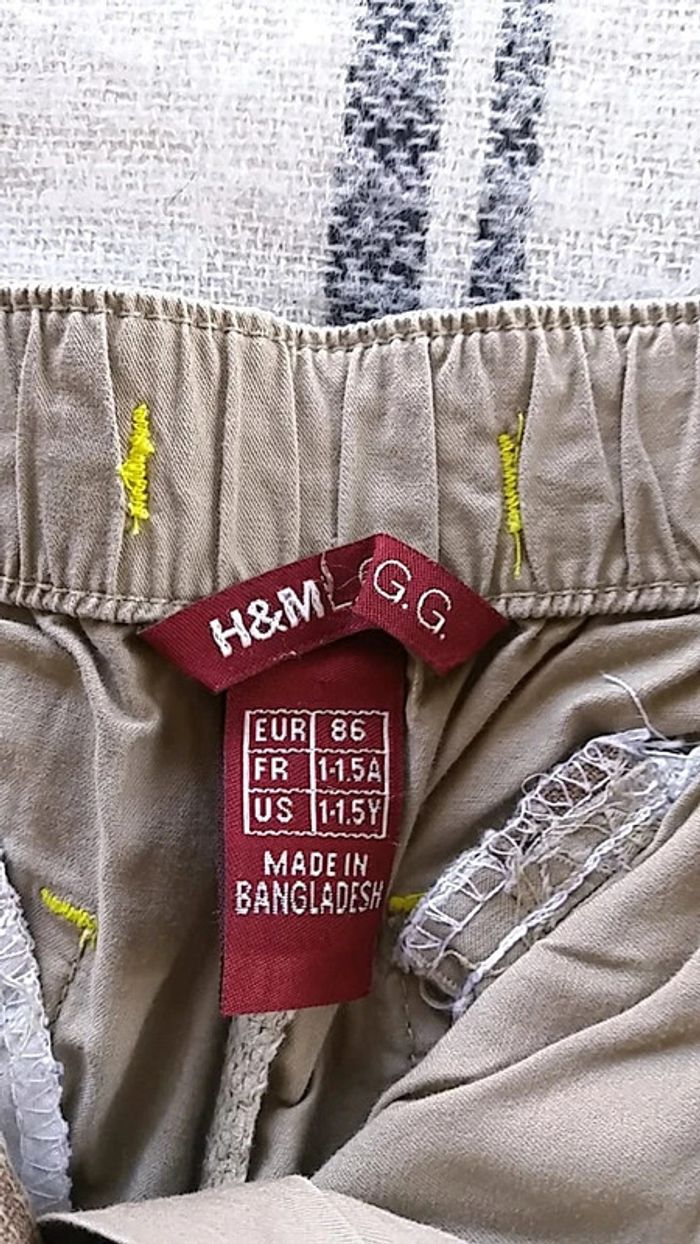 H&M L.O.G.G.
EUR 86
FR 1-1.5A
US 1-1.5Y
MADE IN
BANGLADESH